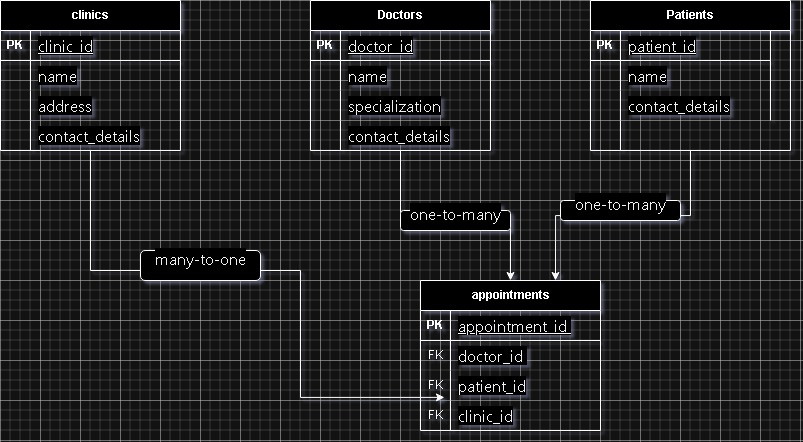 clinics
PK clinic_id
name
address
contact_details
Doctors
PK doctor_id
name
specialization
contact_details
Patients
PK patient_id
name
contact_details
one-to-many
one-to-many
many-to-one
appointments
PK appointment_id
FK doctor_id
FK patient_id
FK clinic_id